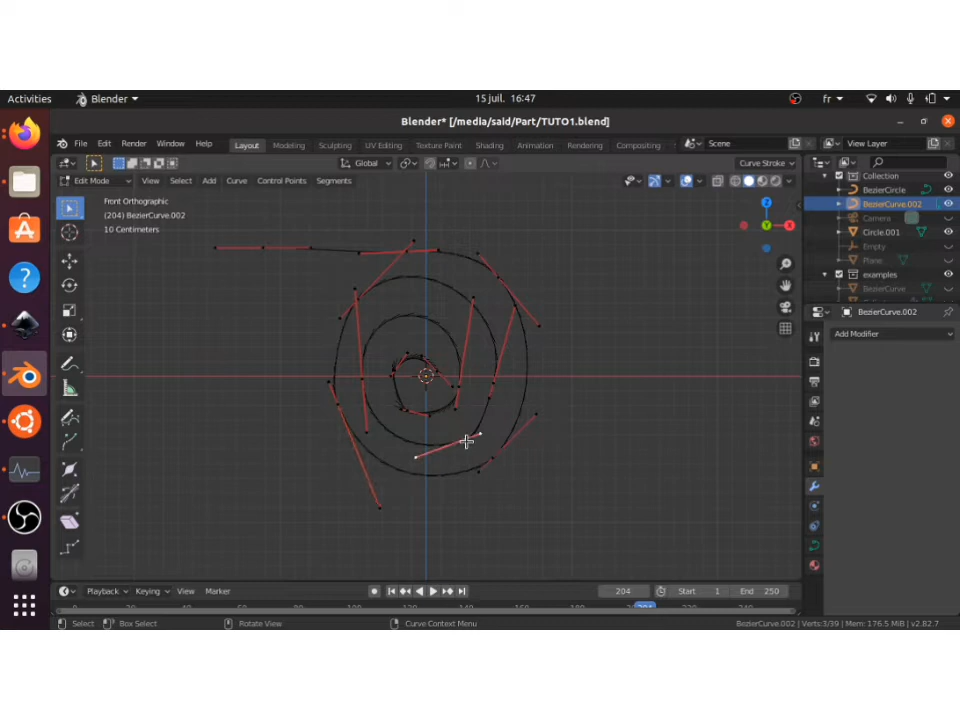 Activities Blender 15 juil. 16:47 fr
Blender* [/media/said/Part/TUTO1.blend]
File Edit Render Window Help Layout Modeling Sculpting UV Editing Texture Paint Shading Animation Rendering Compositing Scene View Layer
Global Curve Stroke
Edit Mode View Select Add Curve Control Points Segments
Collection
BezierCircle
BezierCurve.002
Camera
Circle.001
Empty
Plane
examples
BezierCurve
Front Orthographic
(204) BezierCurve.002
10 Centimeters
Z
Y
X
BezierCurve.002
Add Modifier
Playback Keying View Marker 204 Start 1 End 250
Select Box Select Rotate View Curve Context Menu BezierCurve.002 | Verts:3/39 | Mem: 176.5 MiB | v2.82.7